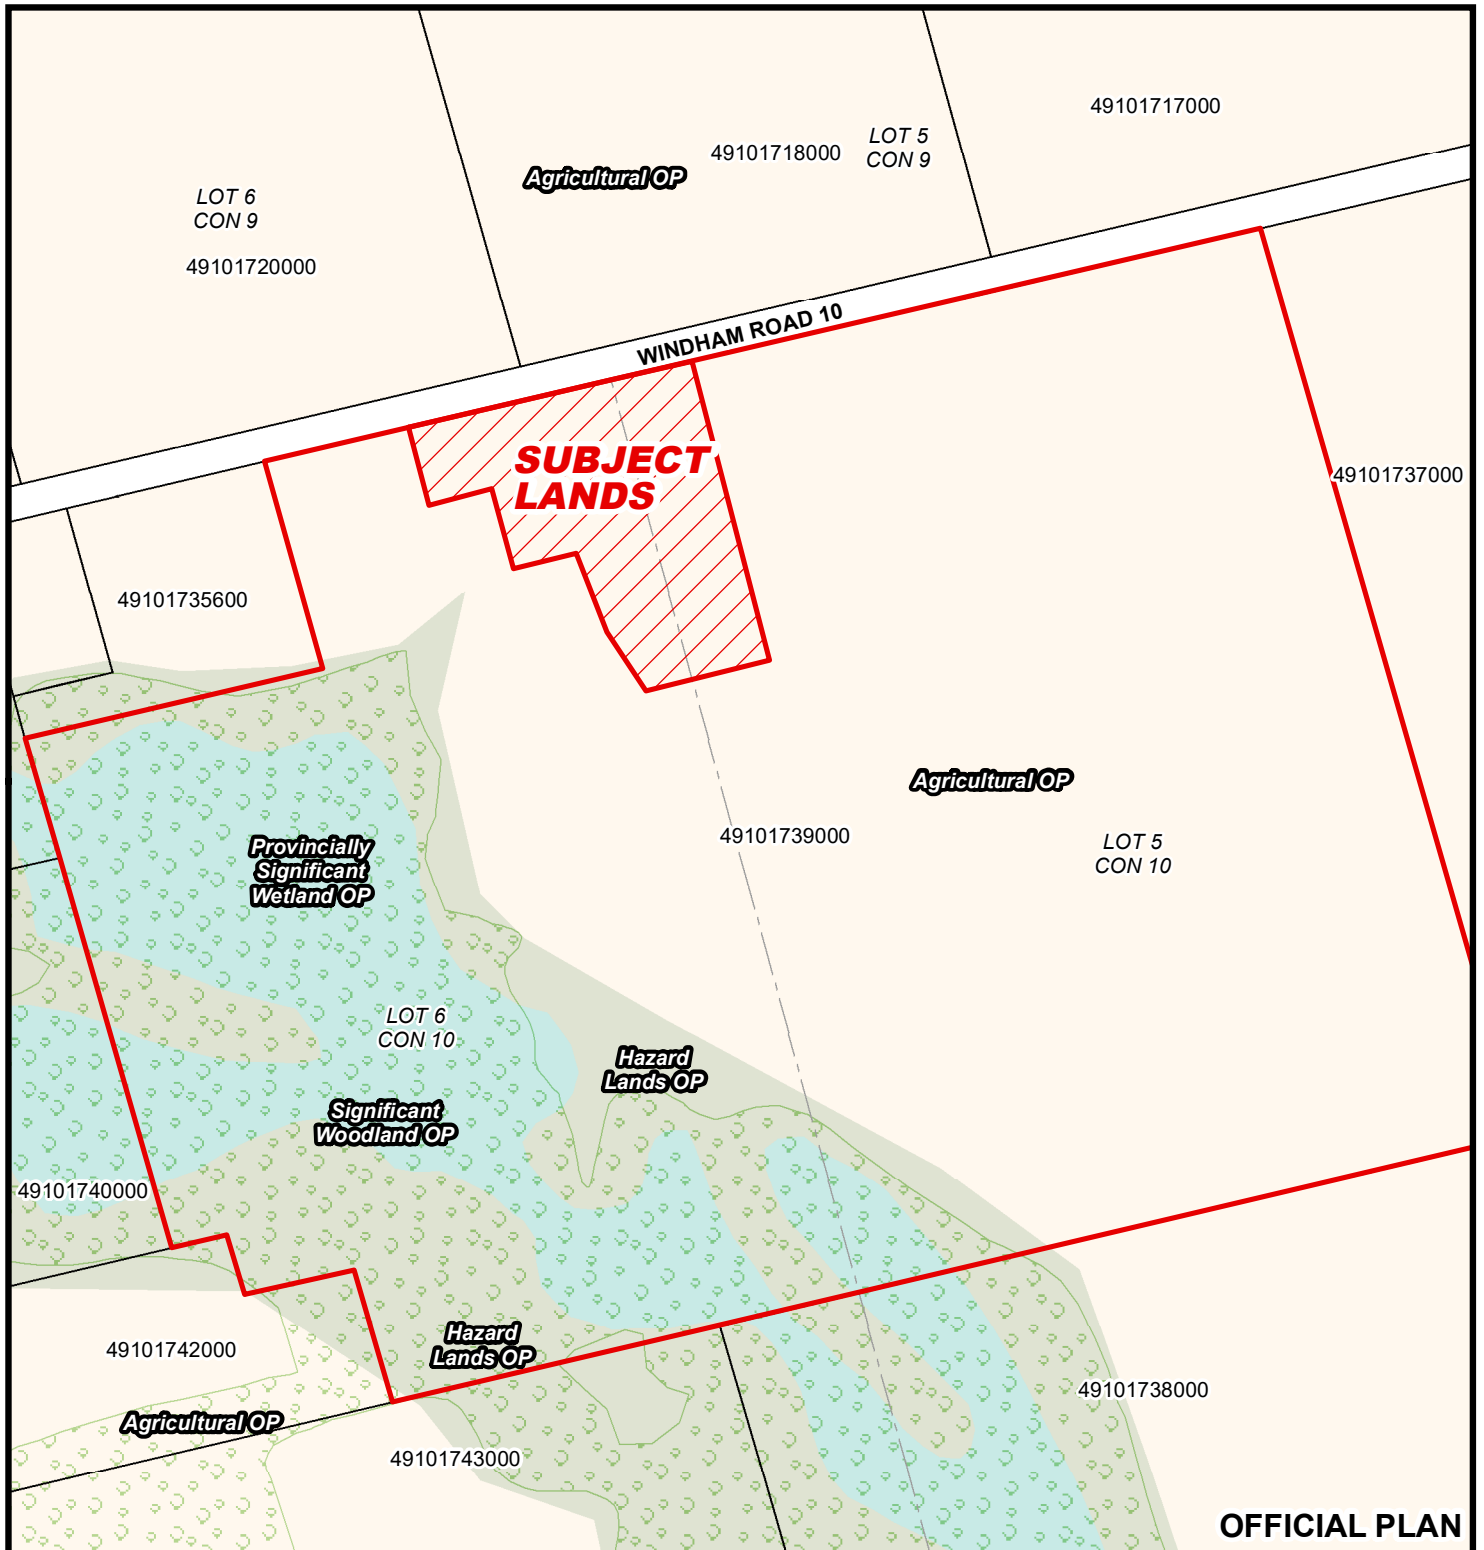 49101717000
LOT 5
CON 9
49101718000
Agricultural OP
LOT 6
CON 9
49101720000
WINDHAM ROAD 10
SUBJECT
LANDS
49101737000
49101735600
Agricultural OP
49101739000
LOT 5
CON 10
Provincially
Significant
Wetland OP
LOT 6
CON 10
Hazard
Lands OP
Significant
Woodland OP
49101740000
Hazard
Lands OP
49101742000
49101738000
Agricultural OP
49101743000
OFFICIAL PLAN